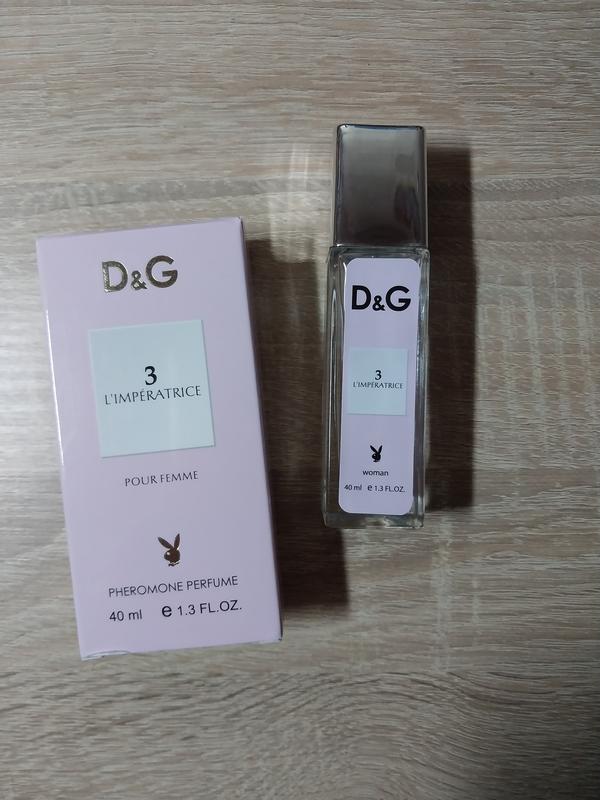 D&G
3
L'IMPÉRATRICE
POUR FEMME
PHEROMONE PERFUME
40 ml e 1.3 FL.OZ.
D&G
3
L'IMPÉRATRICE
woman
40 ml e 1.3 FL.OZ.